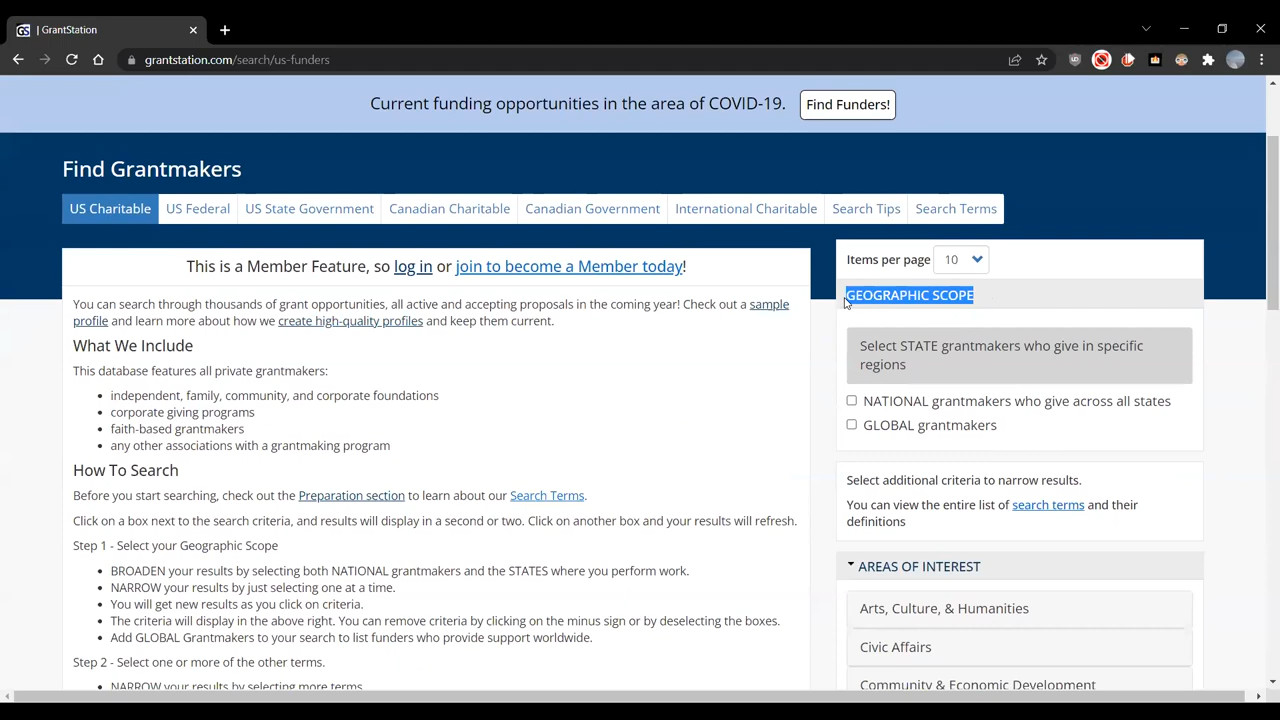 GS | GrantStation
grantstation.com/search/us-funders
Current funding opportunities in the area of COVID-19. Find Funders!
Find Grantmakers
US Charitable US Federal US State Government Canadian Charitable Canadian Government International Charitable Search Tips Search Terms
This is a Member Feature, so log in or join to become a Member today!
You can search through thousands of grant opportunities, all active and accepting proposals in the coming year! Check out a sample
profile and learn more about how we create high-quality profiles and keep them current.
What We Include
This database features all private grantmakers:
• independent, family, community, and corporate foundations
• corporate giving programs
• faith-based grantmakers
• any other associations with a grantmaking program
How To Search
Before you start searching, check out the Preparation section to learn about our Search Terms.
Click on a box next to the search criteria, and results will display in a second or two. Click on another box and your results will refresh.
Step 1 - Select your Geographic Scope
• BROADEN your results by selecting both NATIONAL grantmakers and the STATES where you perform work.
• NARROW your results by just selecting one at a time.
• You will get new results as you click on criteria.
• The criteria will display in the above right. You can remove criteria by clicking on the minus sign or by deselecting the boxes.
• Add GLOBAL Grantmakers to your search to list funders who provide support worldwide.
Step 2 - Select one or more of the other terms.
• NARROW your results by selecting more terms
Items per page 10
GEOGRAPHIC SCOPE
Select STATE grantmakers who give in specific
regions
NATIONAL grantmakers who give across all states
GLOBAL grantmakers
Select additional criteria to narrow results.
You can view the entire list of search terms and their
definitions
AREAS OF INTEREST
Arts, Culture, & Humanities
Civic Affairs
Community & Economic Development